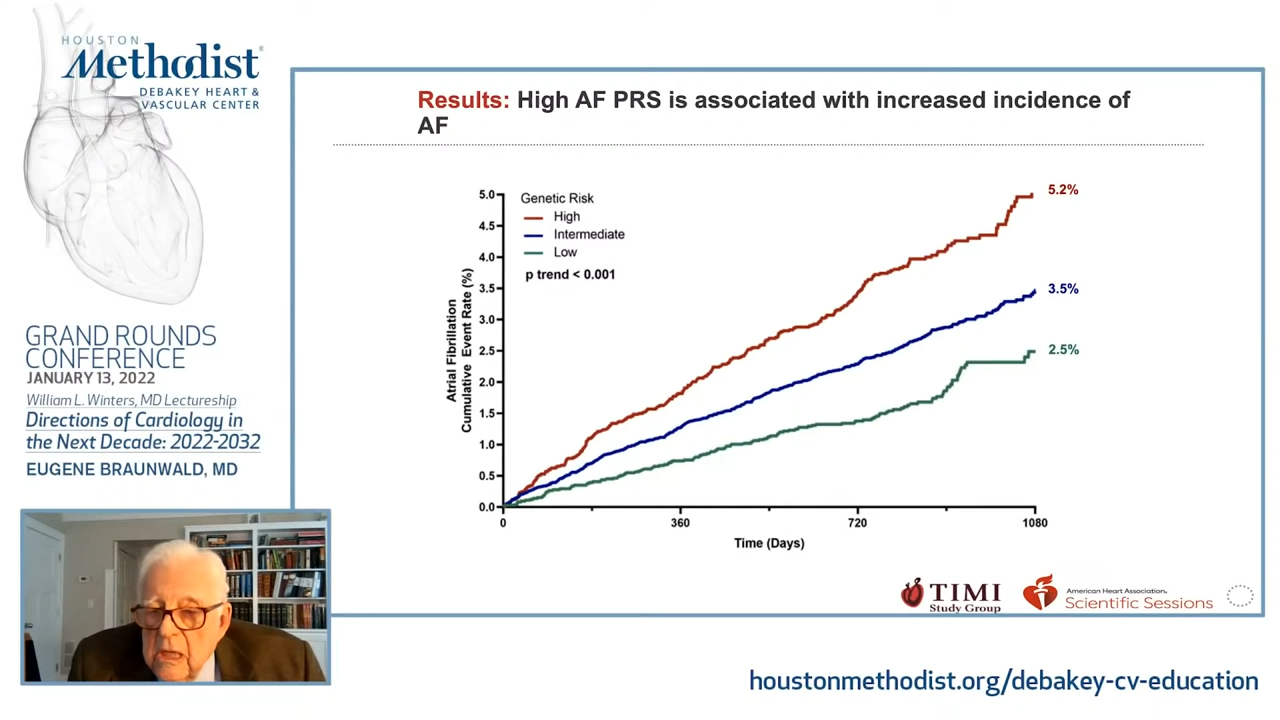 HOUSTON
Methodist®
DEBAKEY HEART &
VASCULAR CENTER
GRAND ROUNDS
CONFERENCE
JANUARY 13, 2022
William L. Winters, MD Lectureship
Directions of Cardiology in
the Next Decade: 2022-2032
EUGENE BRAUNWALD, MD
Results: High AF PRS is associated with increased incidence of
AF
Atrial Fibrillation
Cumulative Event Rate (%)
5.0
4.5
4.0
3.5
3.0
2.5
2.0
1.5
1.0
0.5
0.0
Genetic Risk
High
Intermediate
Low
p trend < 0.001
5.2%
3.5%
2.5%
0 360 720 1080
Time (Days)
TIMI
Study Group
American Heart Association®
Scientific Sessions
houstonmethodist.org/debakey-cv-education